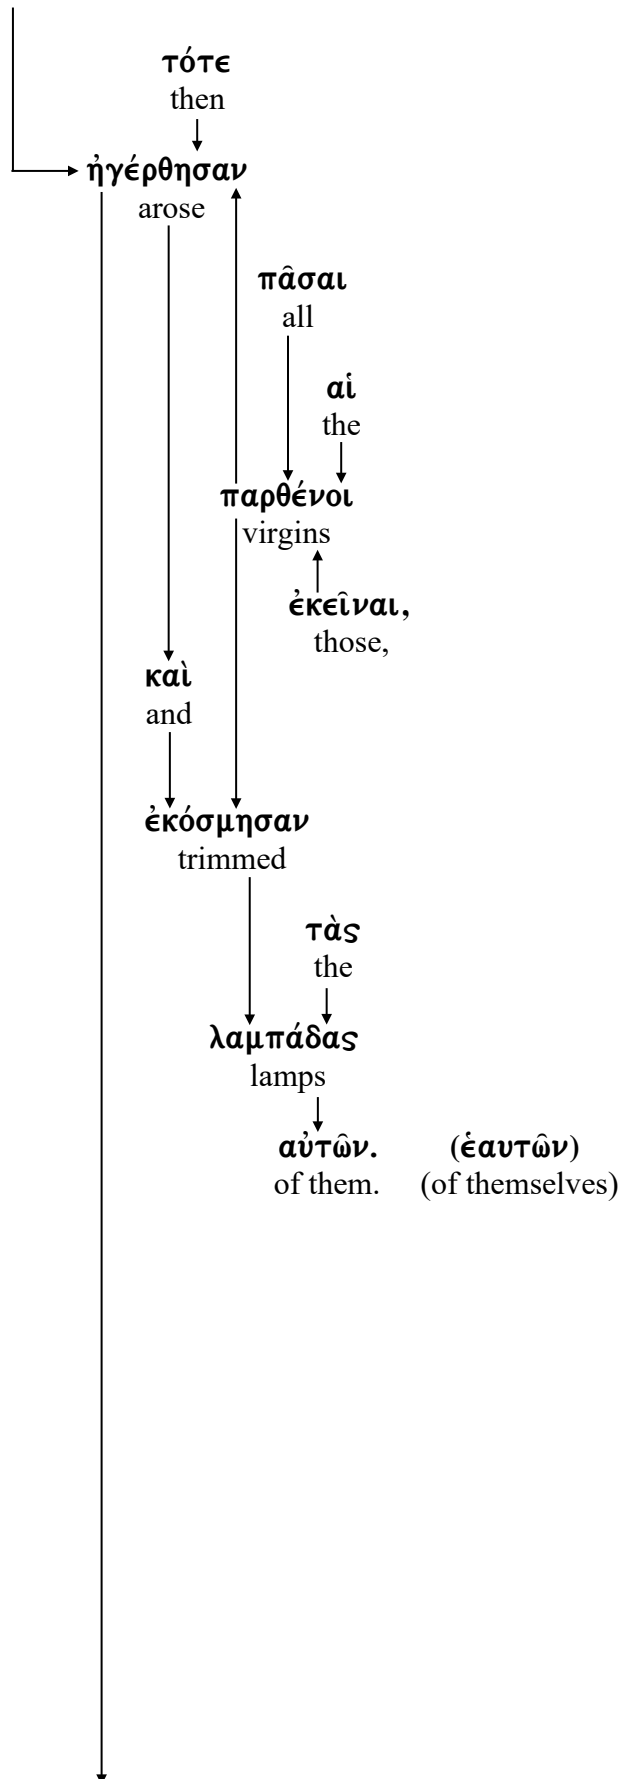 τότε
then
ἠγέρθησαν
arose
πᾶσαι
all
αἱ
the
παρθένοι
virgins
ἐκεῖναι,
those,
καὶ
and
ἐκόσμησαν
trimmed
τὰς
the
λαμπάδας
lamps
αὐτῶν. (ἑαυτῶν)
of them. (of themselves)